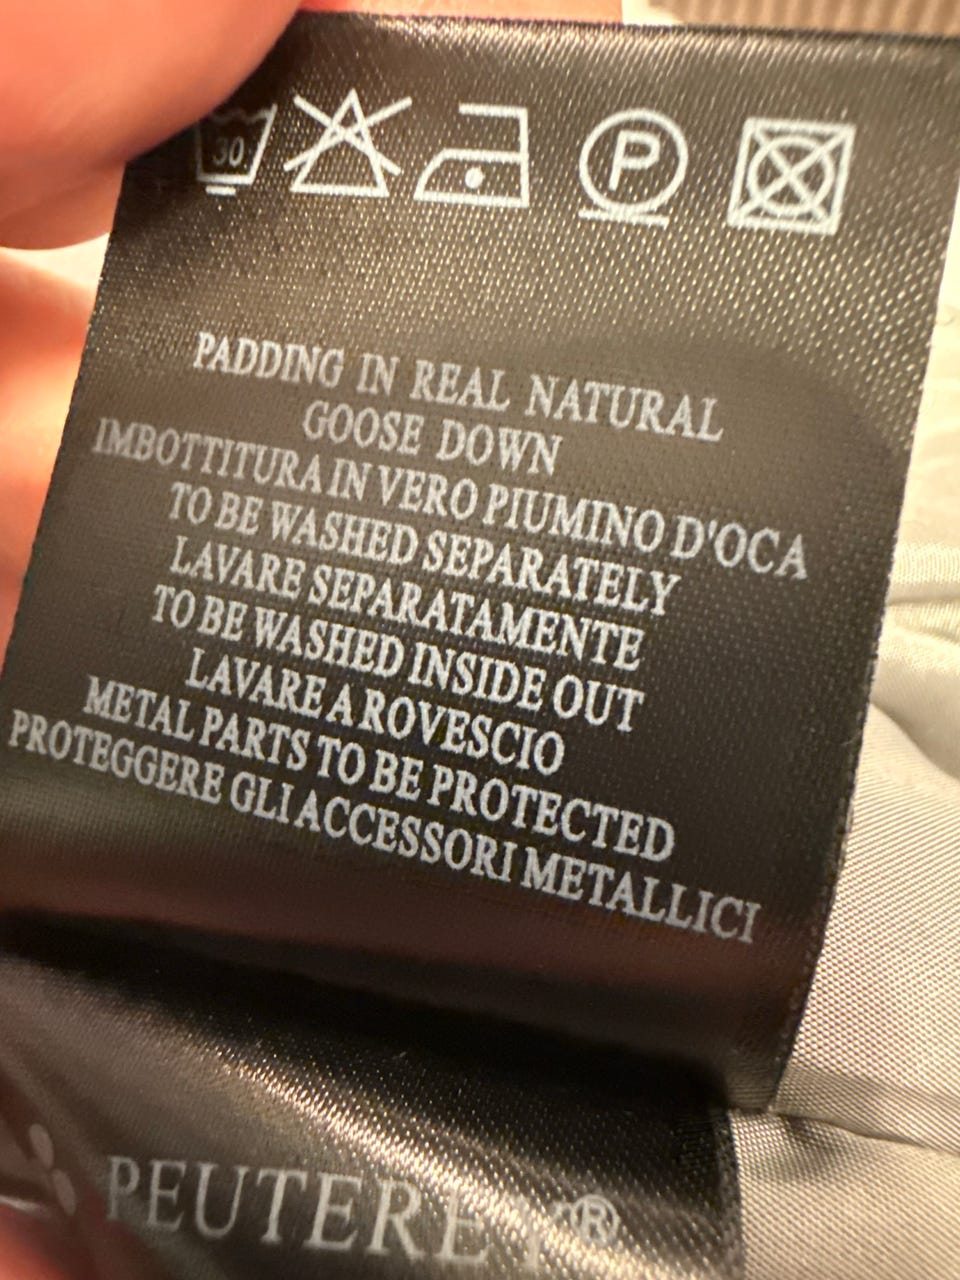 30
P
PADDING IN REAL NATURAL
GOOSE DOWN
IMBOTTITURA IN VERO PIUMINO D'OCA
TO BE WASHED SEPARATELY
LAVARE SEPARATAMENTE
TO BE WASHED INSIDE OUT
LAVARE A ROVESCIO
METAL PARTS TO BE PROTECTED
PROTEGGERE GLI ACCESSORI METALLICI
PEUTEREY®